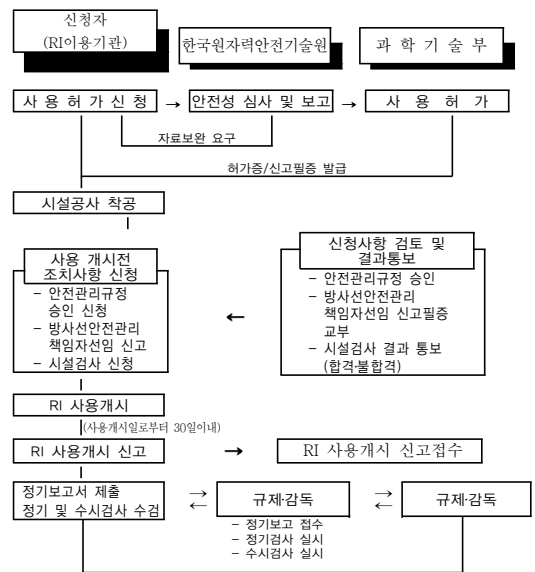 신청자
(RI이용기관)
한국원자력안전기술원
과 학 기 술 부
사 용 허 가 신 청 → 안전성 심사 및 보고 → 사 용 허 가
자료보완 요구
허가증/신고필증 발급
시설공사 착공
사용 개시전
조치사항 신청
- 안전관리규정
승인 신청
- 방사선안전관리
책임자선임 신고
- 시설검사 신청
←
신청사항 검토 및
결과통보
- 안전관리규정 승인
- 방사선안전관리
책임자선임 신고필증
교부
- 시설검사 결과 통보
(합격·불합격)
RI 사용개시
(사용개시일로부터 30일이내)
RI 사용개시 신고 → RI 사용개시 신고접수
정기보고서 제출
정기 및 수시검사 수검
→
←
규제·감독
→
←
규제·감독
- 정기보고 접수
- 정기검사 실시
- 수시검사 실시